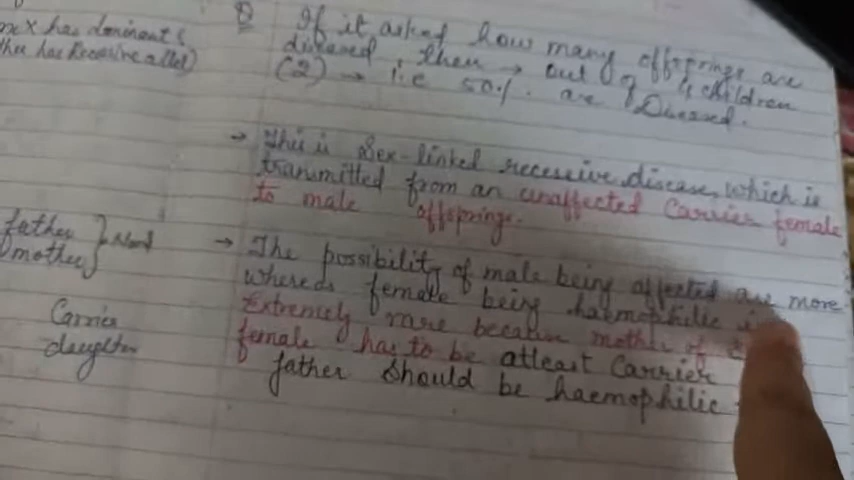 me x has dominant &
ther has Recessive allel)
Q If it asked how many offsprings are
diseased, then → out of 4 children
(2) → i.e 50%. are Diseased.
→ This is Sex-linked recessive disease, which is
transmitted from an unaffected Carrier female
to male offsprings.
father
mother
→ The possibility of male being affected are more
whereas female being haemophilic is
Extremely rare because mother of
female has to be atleast Carrier
father should be haemophilic
Carrier
daughter